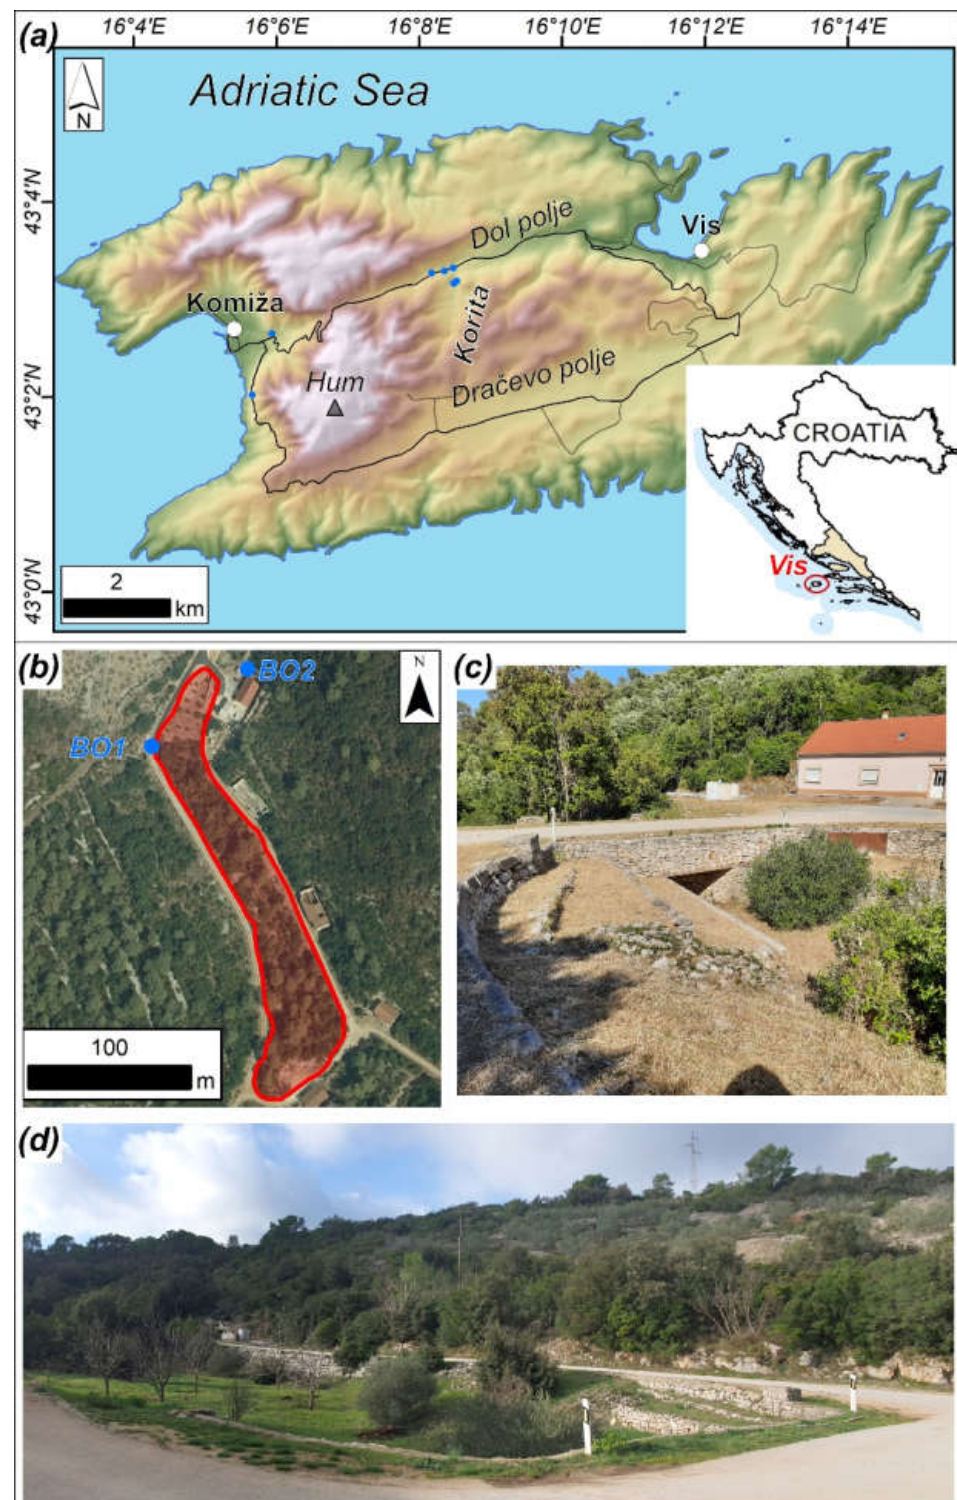 (a)
16°4'E 16°6'E 16°8'E 16°10'E 16°12'E 16°14'E
N
Adriatic Sea
43°4'N
Dol polje
Vis
Komiža
Korita
Hum
43°2'N
Dračevo polje
CROATIA
Vis
43°0'N
2
km
(b)
BO2
N
BO1
100
m
(c)
(d)